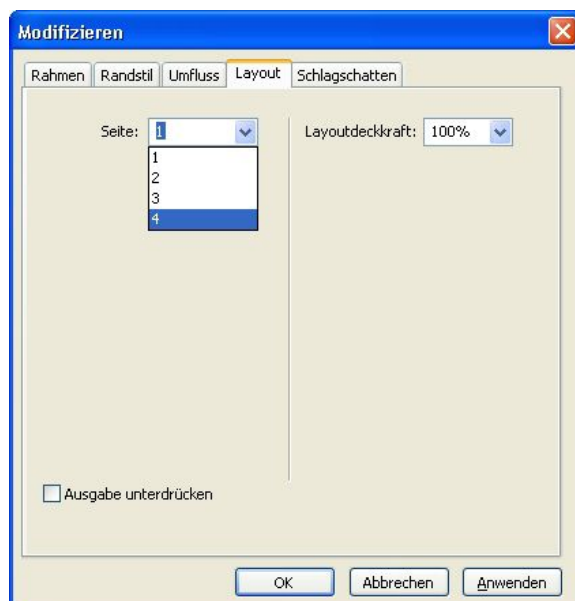 Modifizieren
Rahmen Randstil Umfluss Layout Schlagschatten
Seite: 1 Layoutdeckkraft: 100%
1
2
3
4
Ausgabe unterdrücken
OK Abbrechen Anwenden